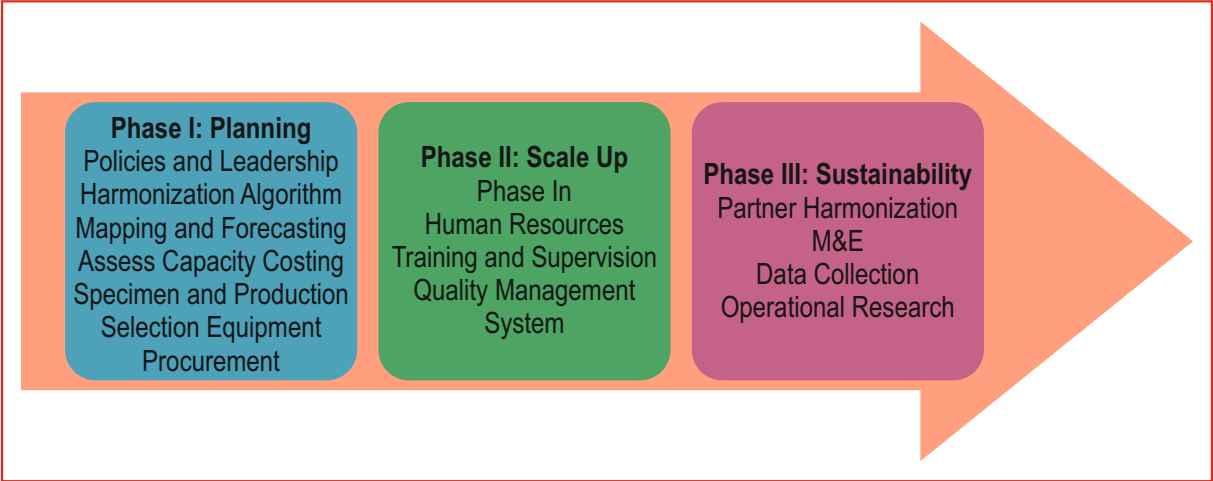 Phase I: Planning
Policies and Leadership
Harmonization Algorithm
Mapping and Forecasting
Assess Capacity Costing
Specimen and Production
Selection Equipment
Procurement
Phase II: Scale Up
Phase In
Human Resources
Training and Supervision
Quality Management
System
Phase III: Sustainability
Partner Harmonization
M&E
Data Collection
Operational Research